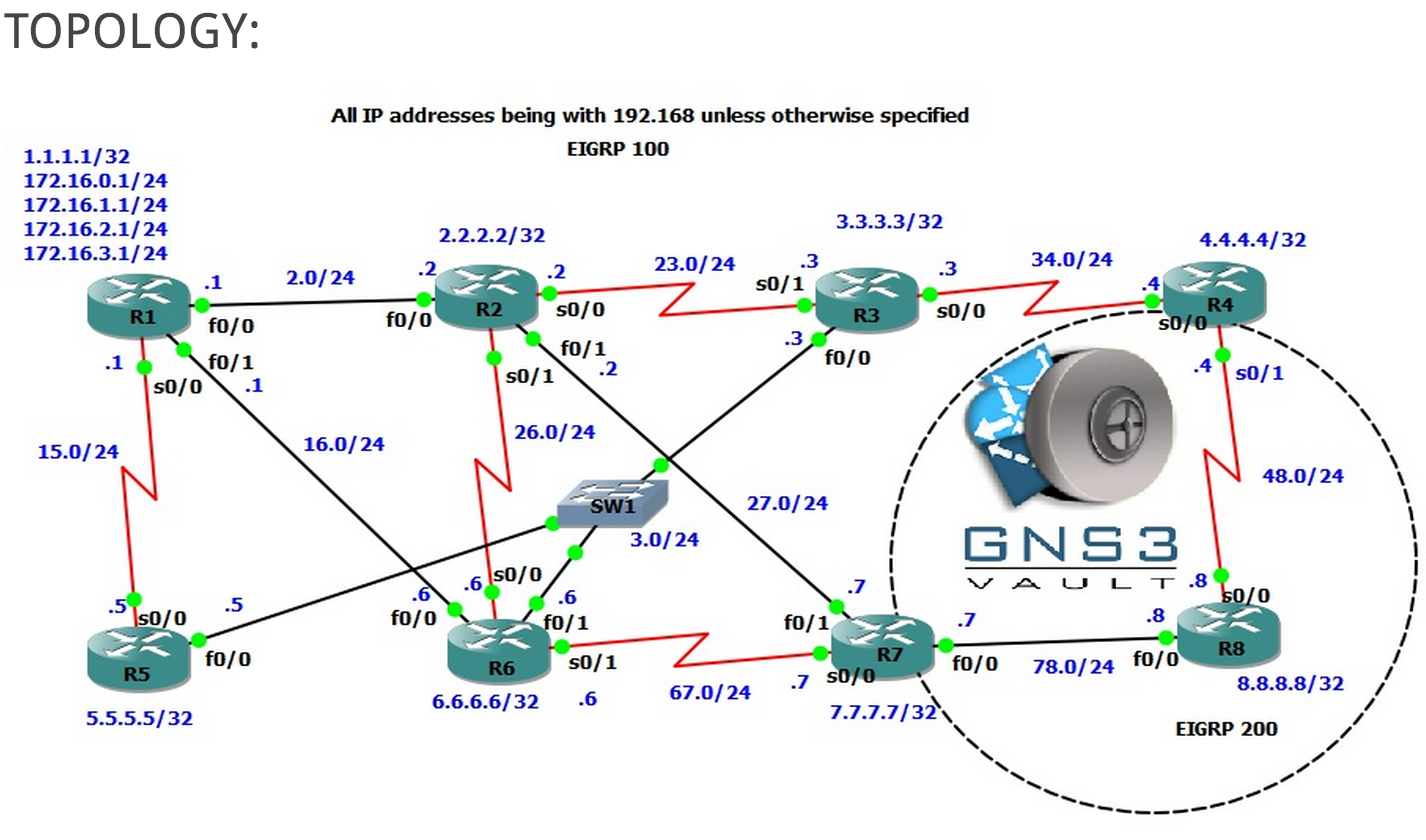 TOPOLOGY:
All IP addresses being with 192.168 unless otherwise specified
EIGRP 100
1.1.1.1/32
172.16.0.1/24
172.16.1.1/24
172.16.2.1/24
172.16.3.1/24
2.2.2.2/32
3.3.3.3/32
4.4.4.4/32
.1
2.0/24
.2
.2
23.0/24
.3
s0/1
.3
34.0/24
.4
R1
f0/0
f0/0
R2
s0/0
R3
s0/0
s0/0
R4
.1
s0/0
f0/1
.1
s0/1
f0/1
.2
.3
f0/0
.4
s0/1
15.0/24
16.0/24
26.0/24
SW1
3.0/24
27.0/24
48.0/24
GNS3
VAULT
.5
s0/0
.5
f0/0
R5
5.5.5.5/32
.6
f0/0
.6
s0/0
.6
f0/1
R6
s0/1
.6
6.6.6.6/32
67.0/24
.7
f0/1
.7
s0/0
R7
.7
f0/0
7.7.7.7/32
78.0/24
.8
s0/0
.8
f0/0
R8
8.8.8.8/32
EIGRP 200